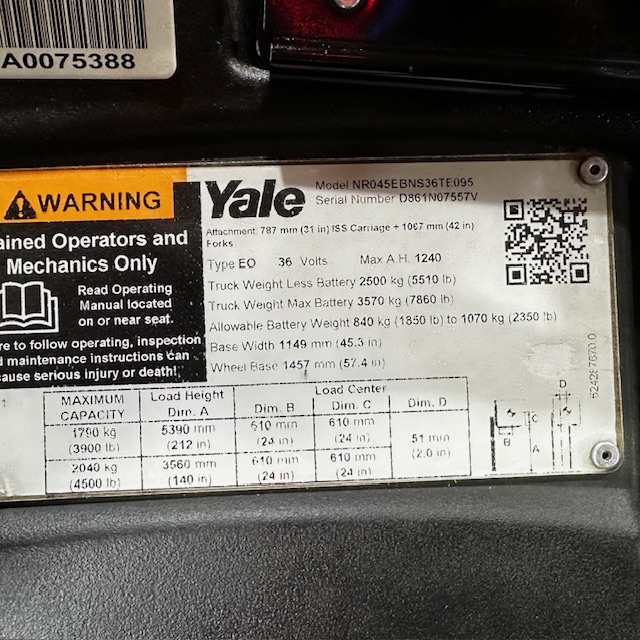 A0075388
WARNING
ained Operators and
Mechanics Only
Read Operating
Manual located
on or near seat.
re to follow operating, inspection
d maintenance instructions can
ause serious injury or death!
Yale
Model NR045EBNS36TE095
Serial Number D861N07557V
Attachment: 787 mm (31 in) ISS Carriage + 1067 mm (42 in)
Forks
Type EO 36 Volts Max A.H. 1240
Truck Weight Less Battery 2500 kg (5510 lb)
Truck Weight Max Battery 3570 kg (7860 lb)
Allowable Battery Weight 840 kg (1850 lb) to 1070 kg (2350 lb)
Base Width 1149 mm (45.3 in)
Wheel Base 1457 mm (57.4 in)
MAXIMUM CAPACITY Load Height Dim. A Load Center Dim. B Dim. C Dim. D
1790 kg 5390 mm 610 mm 610 mm 51 mm
(3900 lb) (212 in) (24 in) (24 in) (2.0 in)
2040 kg 3560 mm 610 mm 610 mm
(4500 lb) (140 in) (24 in) (24 in)
D
C
B
A